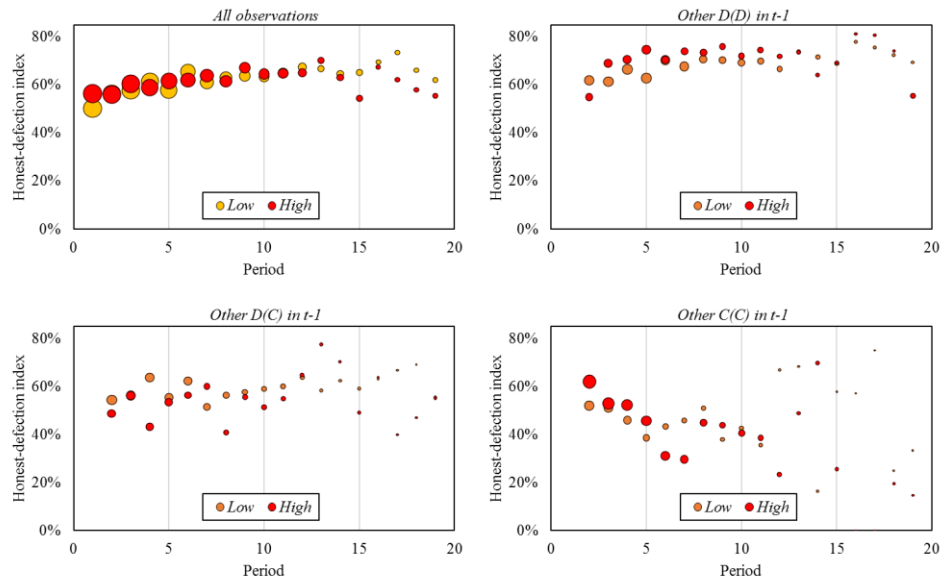 All observations
80%
60%
40%
20%
0%
0 5 10 15 20
Honest-defection index
Period
Low High
Other D(D) in t-1
80%
60%
40%
20%
0%
0 5 10 15 20
Honest-defection index
Period
Low High
Other D(C) in t-1
80%
60%
40%
20%
0%
0 5 10 15 20
Honest-defection index
Period
Low High
Other C(C) in t-1
80%
60%
40%
20%
0%
0 5 10 15 20
Honest-defection index
Period
Low High